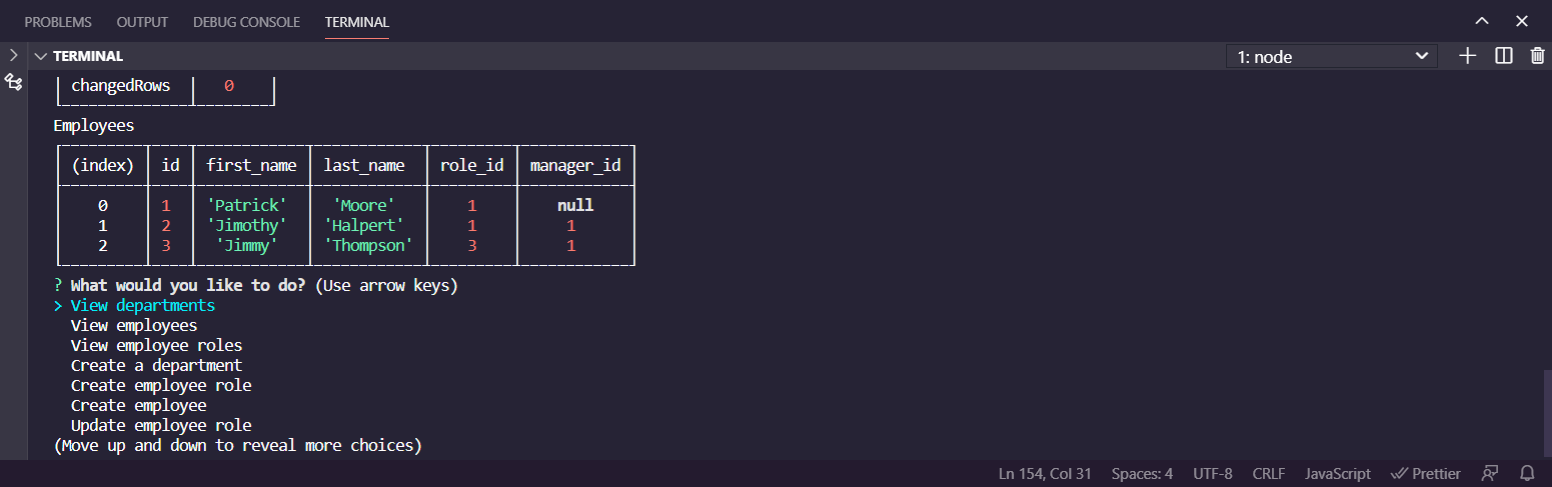 PROBLEMS OUTPUT DEBUG CONSOLE TERMINAL
TERMINAL 1: node
changedRows 0
Employees
(index) id first_name last_name role_id manager_id
0 1 'Patrick' 'Moore' 1 null
1 2 'Jimothy' 'Halpert' 1 1
2 3 'Jimmy' 'Thompson' 3 1
? What would you like to do? (Use arrow keys)
> View departments
View employees
View employee roles
Create a department
Create employee role
Create employee
Update employee role
(Move up and down to reveal more choices)
Ln 154, Col 31 Spaces: 4 UTF-8 CRLF JavaScript Prettier